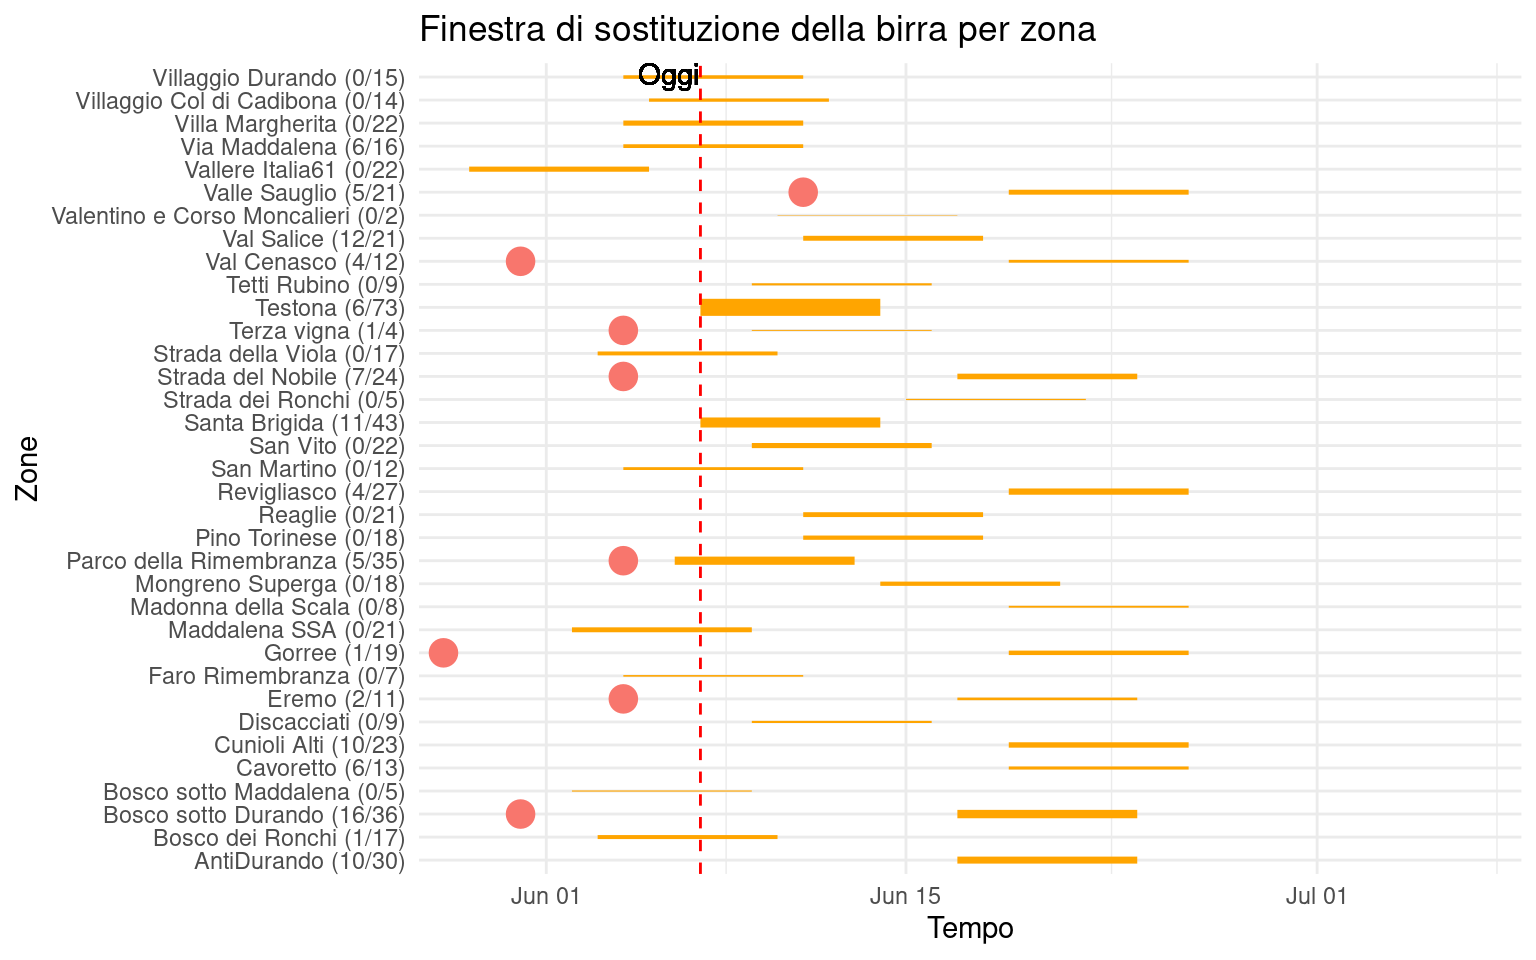 Finestra di sostituzione della birra per zona
Oggi
Villaggio Durando (0/15)
Villaggio Col di Cadibona (0/14)
Villa Margherita (0/22)
Via Maddalena (6/16)
Vallere Italia61 (0/22)
Valle Sauglio (5/21)
Valentino e Corso Moncalieri (0/2)
Val Salice (12/21)
Val Cenasco (4/12)
Tetti Rubino (0/9)
Testona (6/73)
Terza vigna (1/4)
Strada della Viola (0/17)
Strada del Nobile (7/24)
Strada dei Ronchi (0/5)
Santa Brigida (11/43)
San Vito (0/22)
San Martino (0/12)
Revigliasco (4/27)
Reaglie (0/21)
Pino Torinese (0/18)
Parco della Rimembranza (5/35)
Mongreno Superga (0/18)
Madonna della Scala (0/8)
Maddalena SSA (0/21)
Gorree (1/19)
Faro Rimembranza (0/7)
Eremo (2/11)
Discacciati (0/9)
Cunioli Alti (10/23)
Cavoretto (6/13)
Bosco sotto Maddalena (0/5)
Bosco sotto Durando (16/36)
Bosco dei Ronchi (1/17)
AntiDurando (10/30)
Zone
Jun 01
Jun 15
Jul 01
Tempo